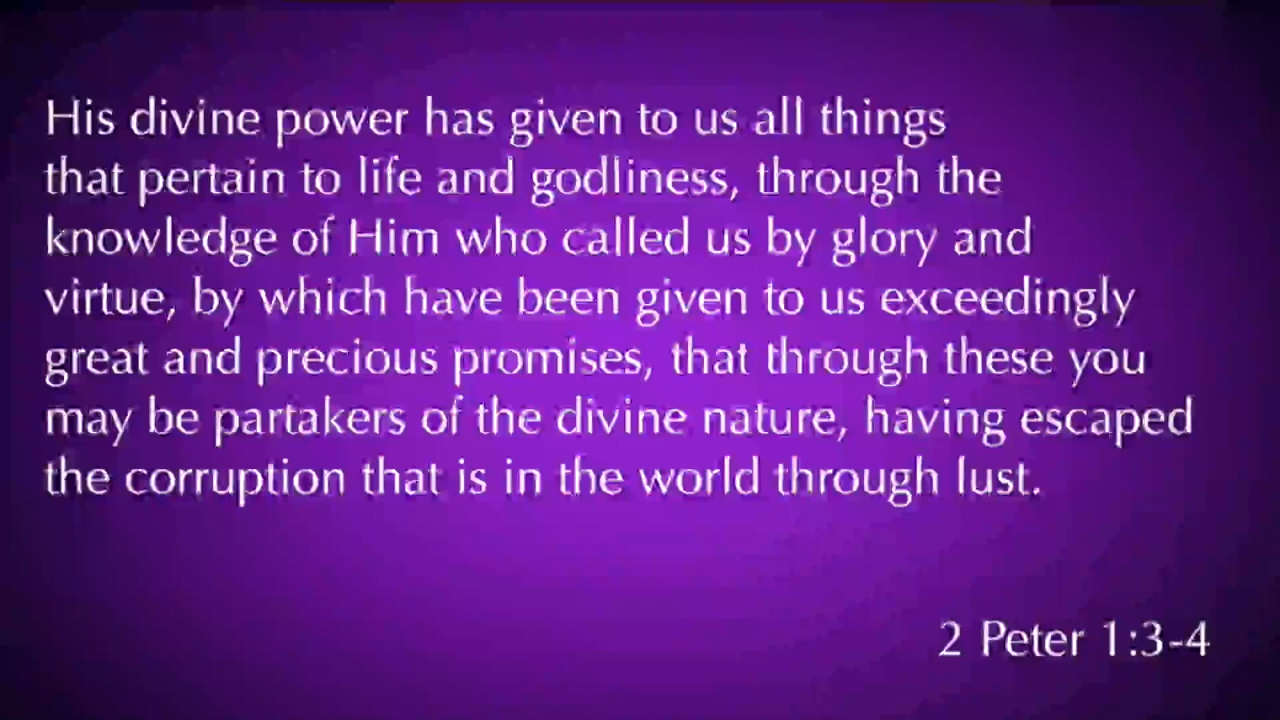 His divine power has given to us all things
that pertain to life and godliness, through the
knowledge of Him who called us by glory and
virtue, by which have been given to us exceedingly
great and precious promises, that through these you
may be partakers of the divine nature, having escaped
the corruption that is in the world through lust.
2 Peter 1:3-4